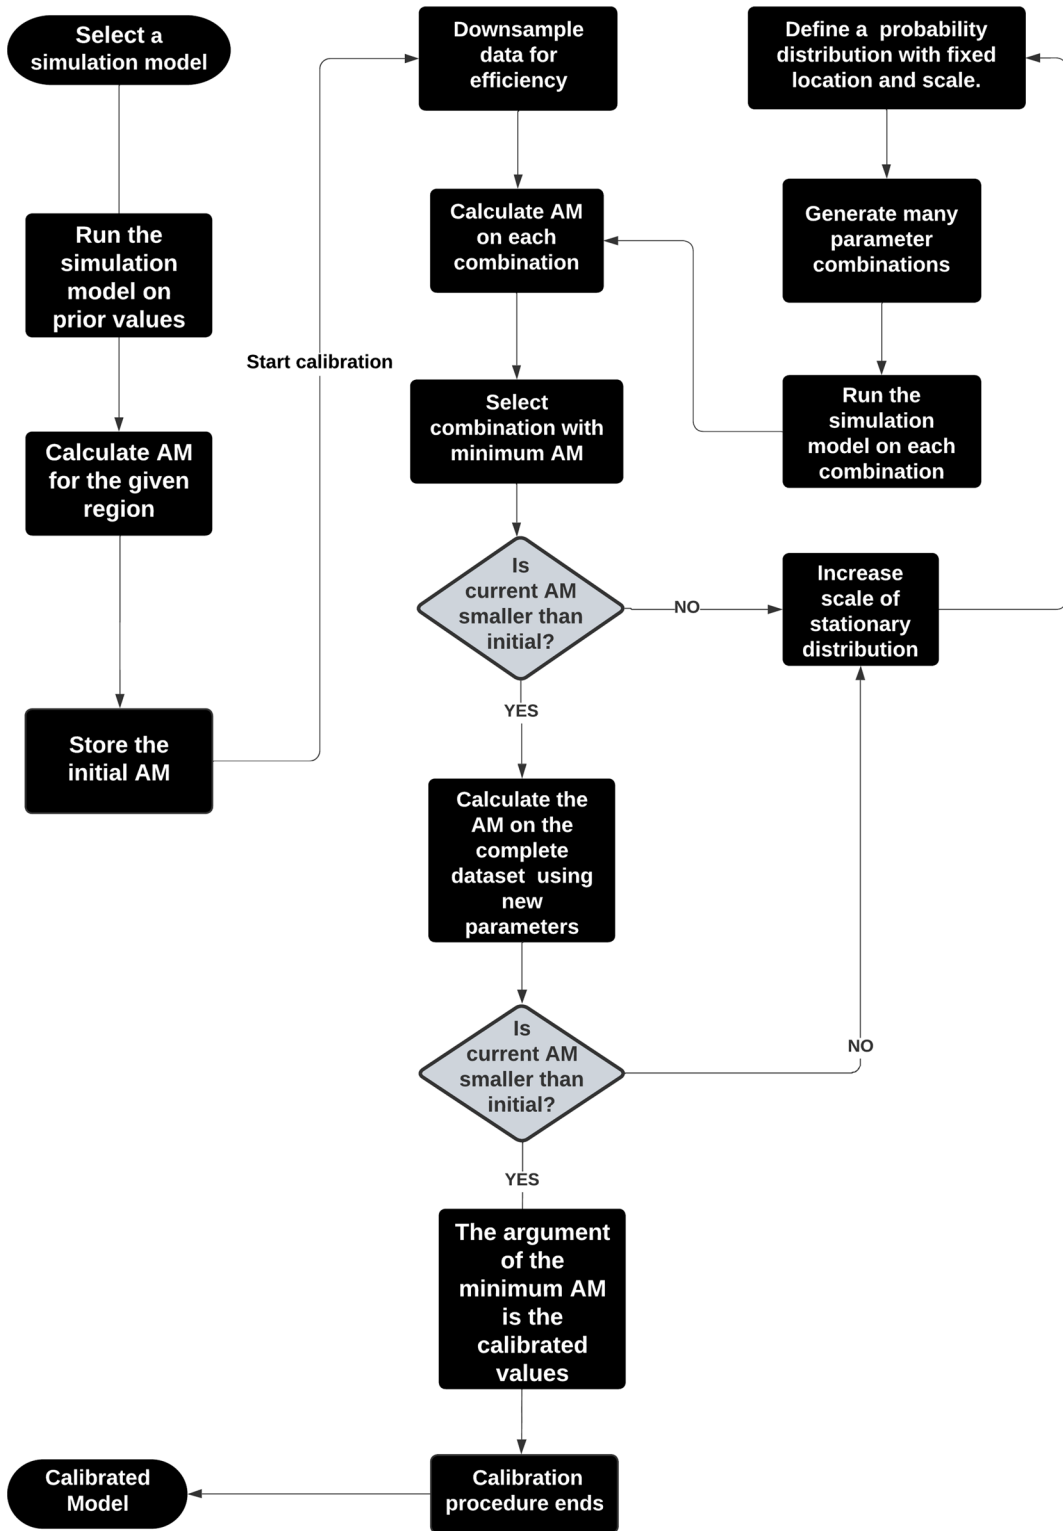 Select a
simulation model
Run the
simulation
model on
prior values
Calculate AM
for the given
region
Store the
initial AM
Start calibration
Downsample
data for
efficiency
Calculate AM
on each
combination
Select
combination with
minimum AM
Is
current AM
smaller than
initial?
NO
YES
Calculate the
AM on the
complete
dataset using
new
parameters
Is
current AM
smaller than
initial?
NO
YES
The argument
of the
minimum AM
is the
calibrated
values
Calibration
procedure ends
Calibrated
Model
Define a probability
distribution with fixed
location and scale.
Generate many
parameter
combinations
Run the
simulation
model on each
combination
Increase
scale of
stationary
distribution